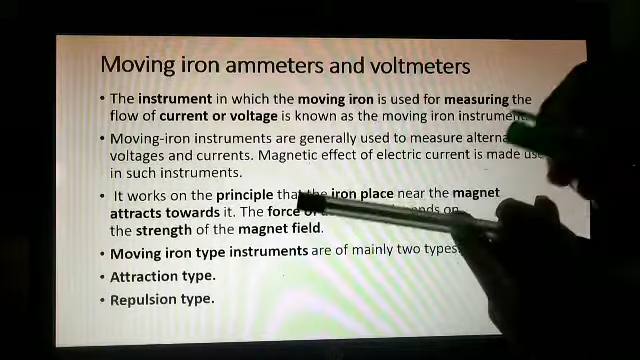 Moving iron ammeters and voltmeters
• The instrument in which the moving iron is used for measuring the
flow of current or voltage is known as the moving iron instrument.
• Moving-iron instruments are generally used to measure
voltages and currents. Magnetic effect of electric current is made use
in such instruments.
• It works on the principle that the iron place near the magnet
attracts towards it. The force of
the strength of the magnet field.
• Moving iron type instruments are of mainly two types.
• Attraction type.
• Repulsion type.